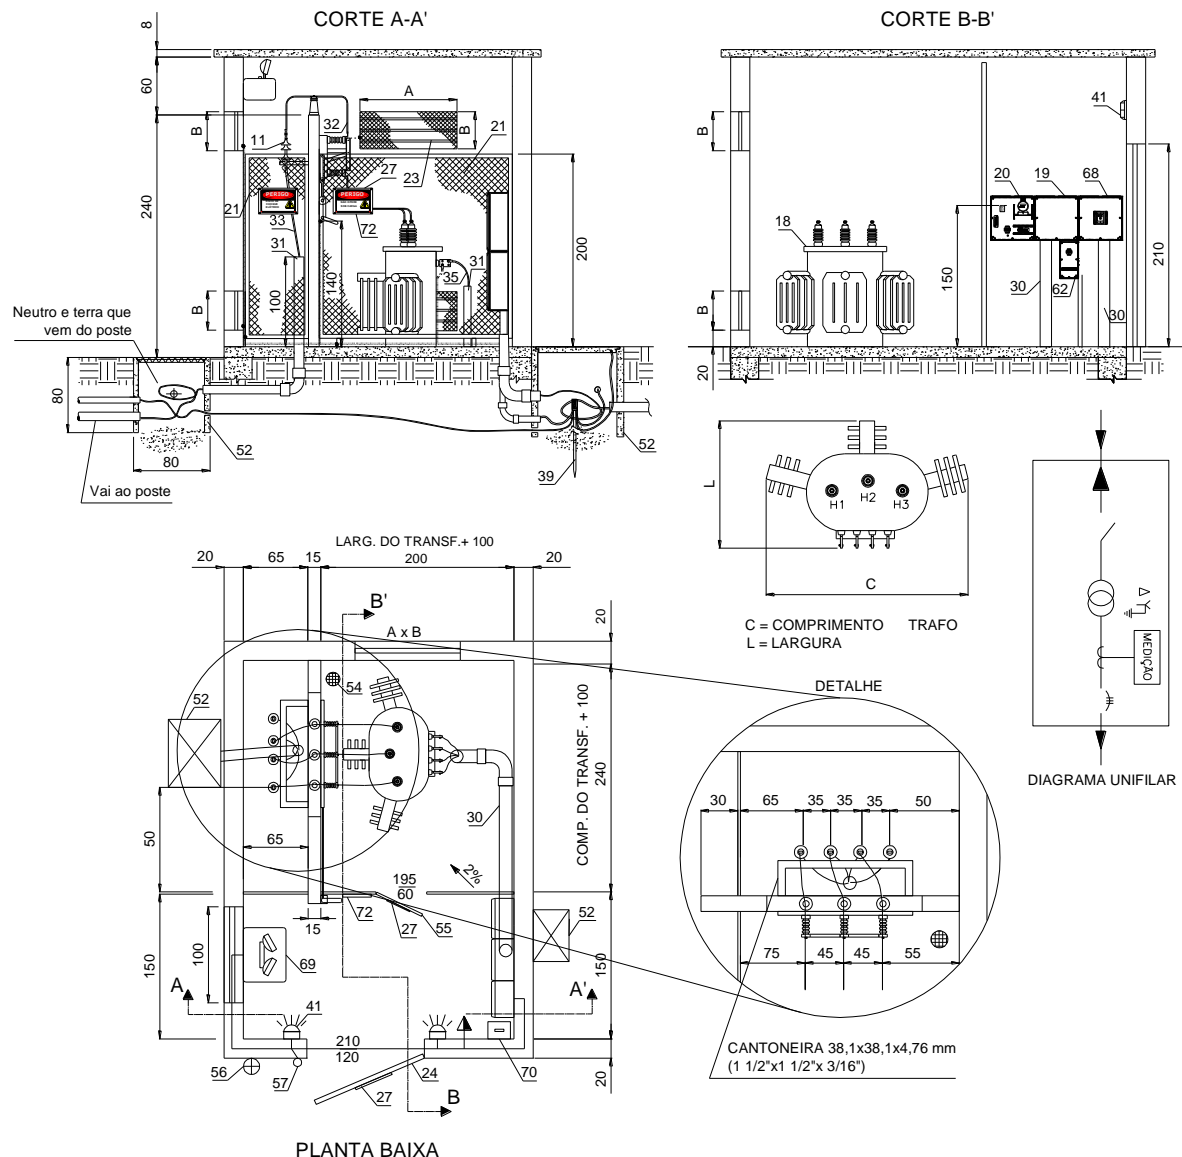 CORTE A-A'
8
60
240
B
B
11
21
33
31
100
PERIGO
32
A
B
23
21
27
PERIGO
72
140
35
31
200
Neutro e terra que
vem do poste
80
80
Vai ao poste
52
39
52
CORTE B-B'
B
B
20
18
41
20
19
68
150
30
62
30
210
L
H1
H2
H3
C
C = COMPRIMENTO TRAFO
L = LARGURA
MEDIÇÃO
DIAGRAMA UNIFILAR
LARG. DO TRANSF.+ 100
20
65
15
200
20
B'
A x B
20
54
52
50
65
COMP. DO TRANSF. + 100
240
30
2%
195
60
72
27
55
15
52
150
100
69
150
A
A'
41
210
120
56
57
24
27
70
20
B
PLANTA BAIXA
DETALHE
30
65
35
35
35
50
75
45
45
55
CANTONEIRA 38,1x38,1x4,76 mm
(1 1/2"x1 1/2"x 3/16")